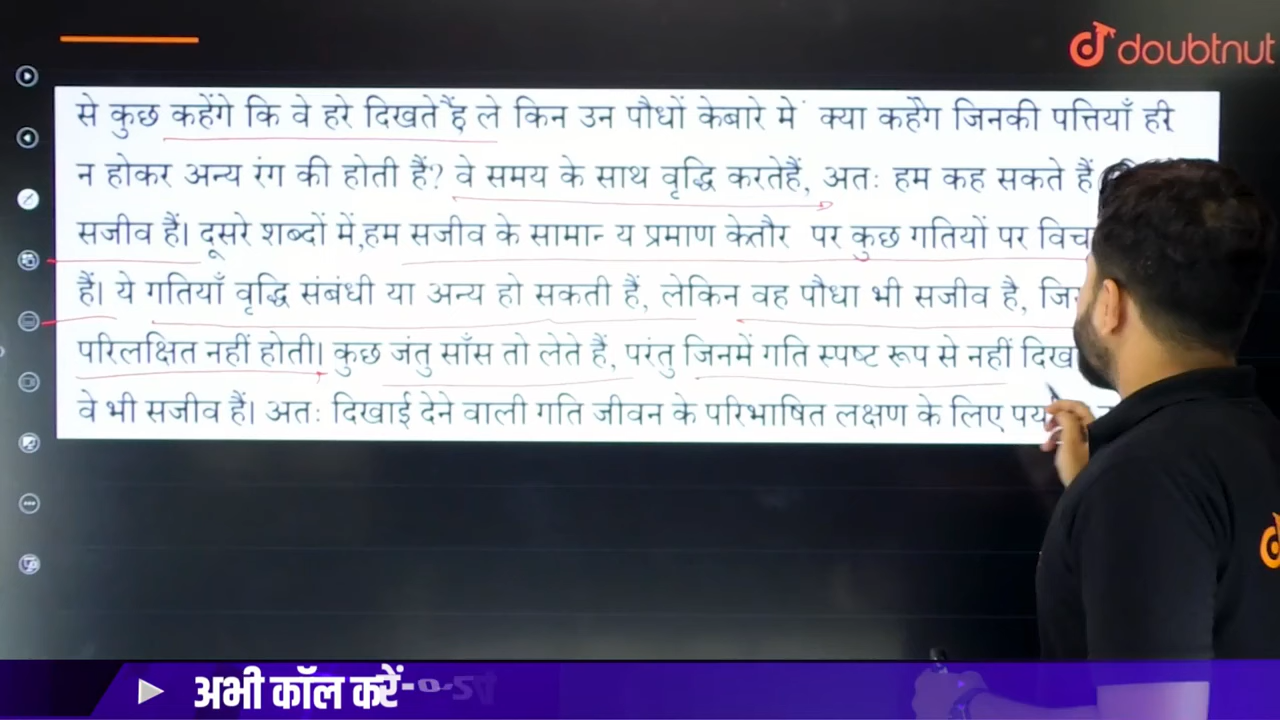 doubtnut
से कुछ कहेंगे कि वे हरे दिखते हैं ले किन उन पौधों केबारे में क्या कहेंगे जिनकी पत्तियाँ हरी
न होकर अन्य रंग की होती हैं? वे समय के साथ वृद्धि करतेहैं, अतः हम कह सकते हैं
सजीव हैं। दूसरे शब्दों में,हम सजीव के सामान्य प्रमाण केतौर पर कुछ गतियों पर
हैं। ये गतियाँ वृद्धि संबंधी या अन्य हो सकती हैं, लेकिन वह पौधा भी सजीव है,
परिलक्षित नहीं होती। कुछ जंतु साँस तो लेते हैं, परंतु जिनमें गति स्पष्ट रूप से नहीं
वे भी सजीव हैं। अतः दिखाई देने वाली गति जीवन के परिभाषित लक्षण के लिए
अभी कॉल करें-